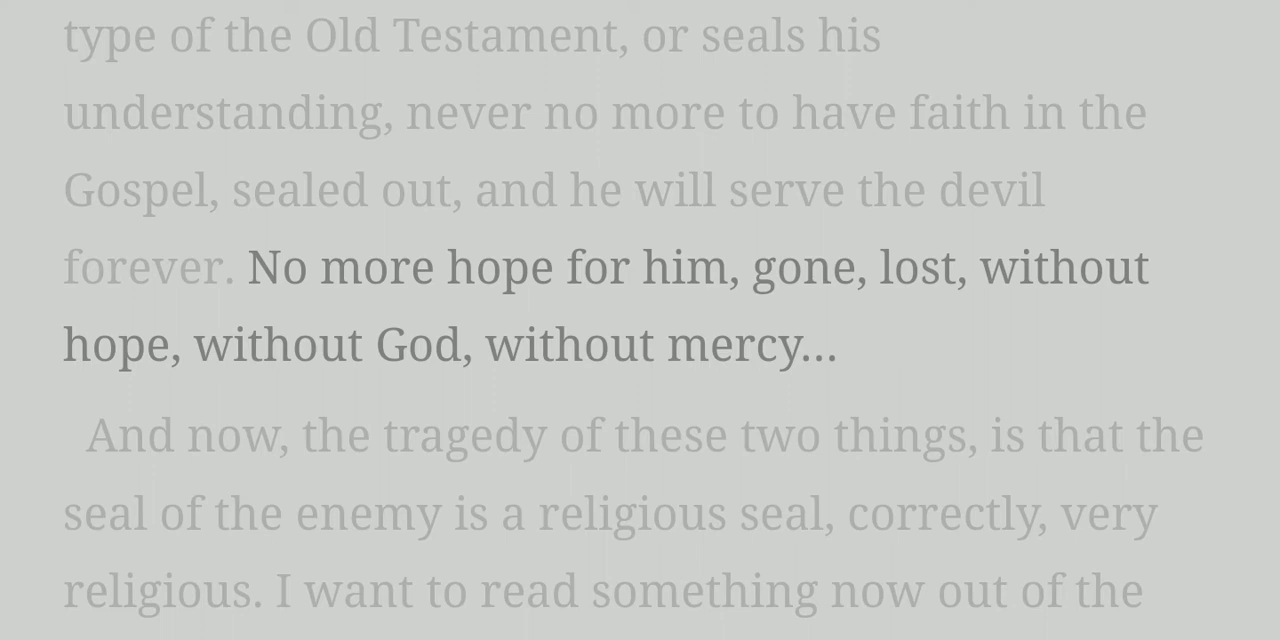 type of the Old Testament, or seals his
understanding, never no more to have faith in the
Gospel, sealed out, and he will serve the devil
forever. No more hope for him, gone, lost, without
hope, without God, without mercy...
And now, the tragedy of these two things, is that the
seal of the enemy is a religious seal, correctly, very
religious. I want to read something now out of the